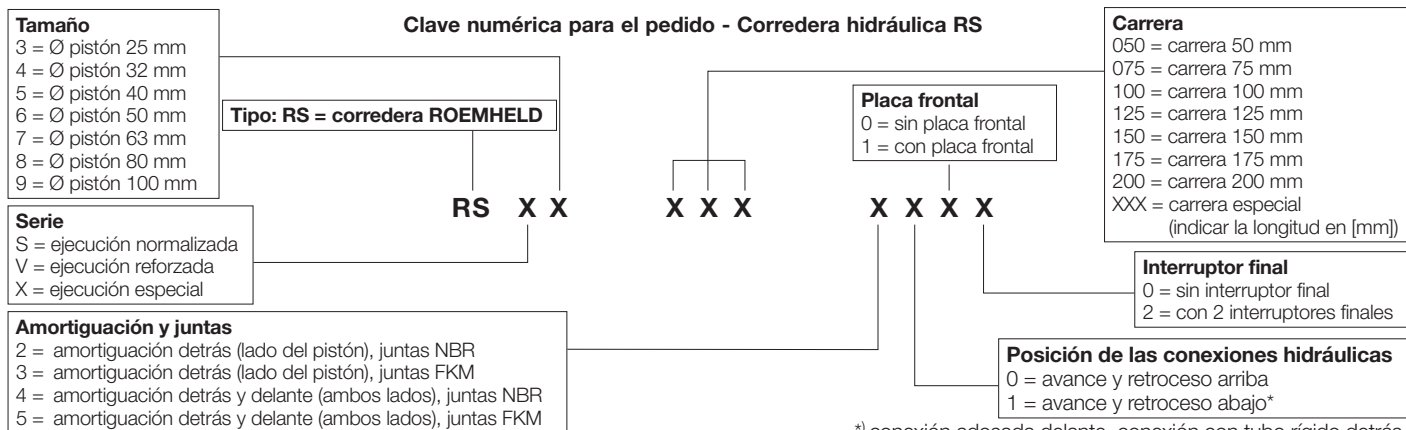 Clave numérica para el pedido - Corredera hidráulica RS
Tamaño
3 = Ø pistón 25 mm
4 = Ø pistón 32 mm
5 = Ø pistón 40 mm
6 = Ø pistón 50 mm
7 = Ø pistón 63 mm
8 = Ø pistón 80 mm
9 = Ø pistón 100 mm
Tipo: RS = corredera ROEMHELD
Placa frontal
0 = sin placa frontal
1 = con placa frontal
Carrera
050 = carrera 50 mm
075 = carrera 75 mm
100 = carrera 100 mm
125 = carrera 125 mm
150 = carrera 150 mm
175 = carrera 175 mm
200 = carrera 200 mm
XXX = carrera especial
(indicar la longitud en [mm])
RS X X X X X X X X X
Serie
S = ejecución normalizada
V = ejecución reforzada
X = ejecución especial
Interruptor final
0 = sin interruptor final
2 = con 2 interruptores finales
Amortiguación y juntas
2 = amortiguación detrás (lado del pistón), juntas NBR
3 = amortiguación detrás (lado del pistón), juntas FKM
4 = amortiguación detrás y delante (ambos lados), juntas NBR
5 = amortiguación detrás y delante (ambos lados), juntas FKM
Posición de las conexiones hidráulicas
0 = avance y retroceso arriba
1 = avance y retroceso abajo*
*) conexión adosada delante, conexión con tubo rígido detrás